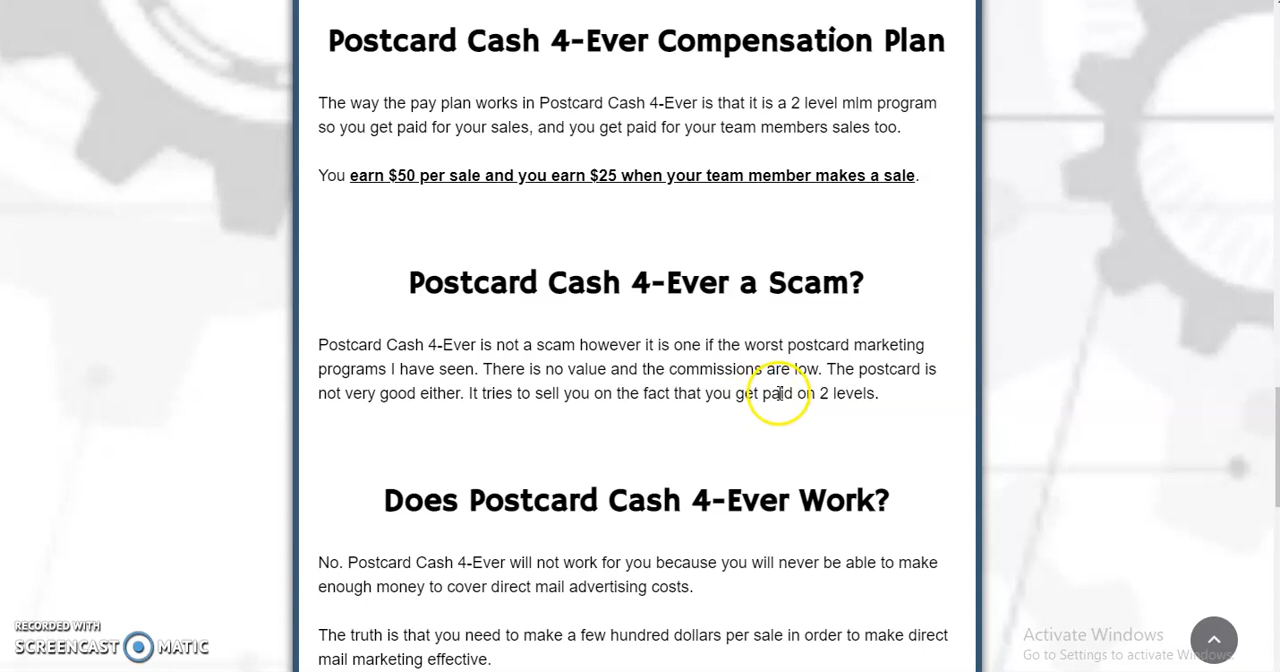 Postcard Cash 4-Ever Compensation Plan
The way the pay plan works in Postcard Cash 4-Ever is that it is a 2 level mlm program
so you get paid for your sales, and you get paid for your team members sales too.
You earn $50 per sale and you earn $25 when your team member makes a sale.
Postcard Cash 4-Ever a Scam?
Postcard Cash 4-Ever is not a scam however it is one if the worst postcard marketing
programs I have seen. There is no value and the commissions are low. The postcard is
not very good either. It tries to sell you on the fact that you get paid on 2 levels.
Does Postcard Cash 4-Ever Work?
No. Postcard Cash 4-Ever will not work for you because you will never be able to make
enough money to cover direct mail advertising costs.
The truth is that you need to make a few hundred dollars per sale in order to make direct
mail marketing effective.
RECORDED WITH
SCREENCAST MATIC
Activate Windows
Go to Settings to activate Windows.